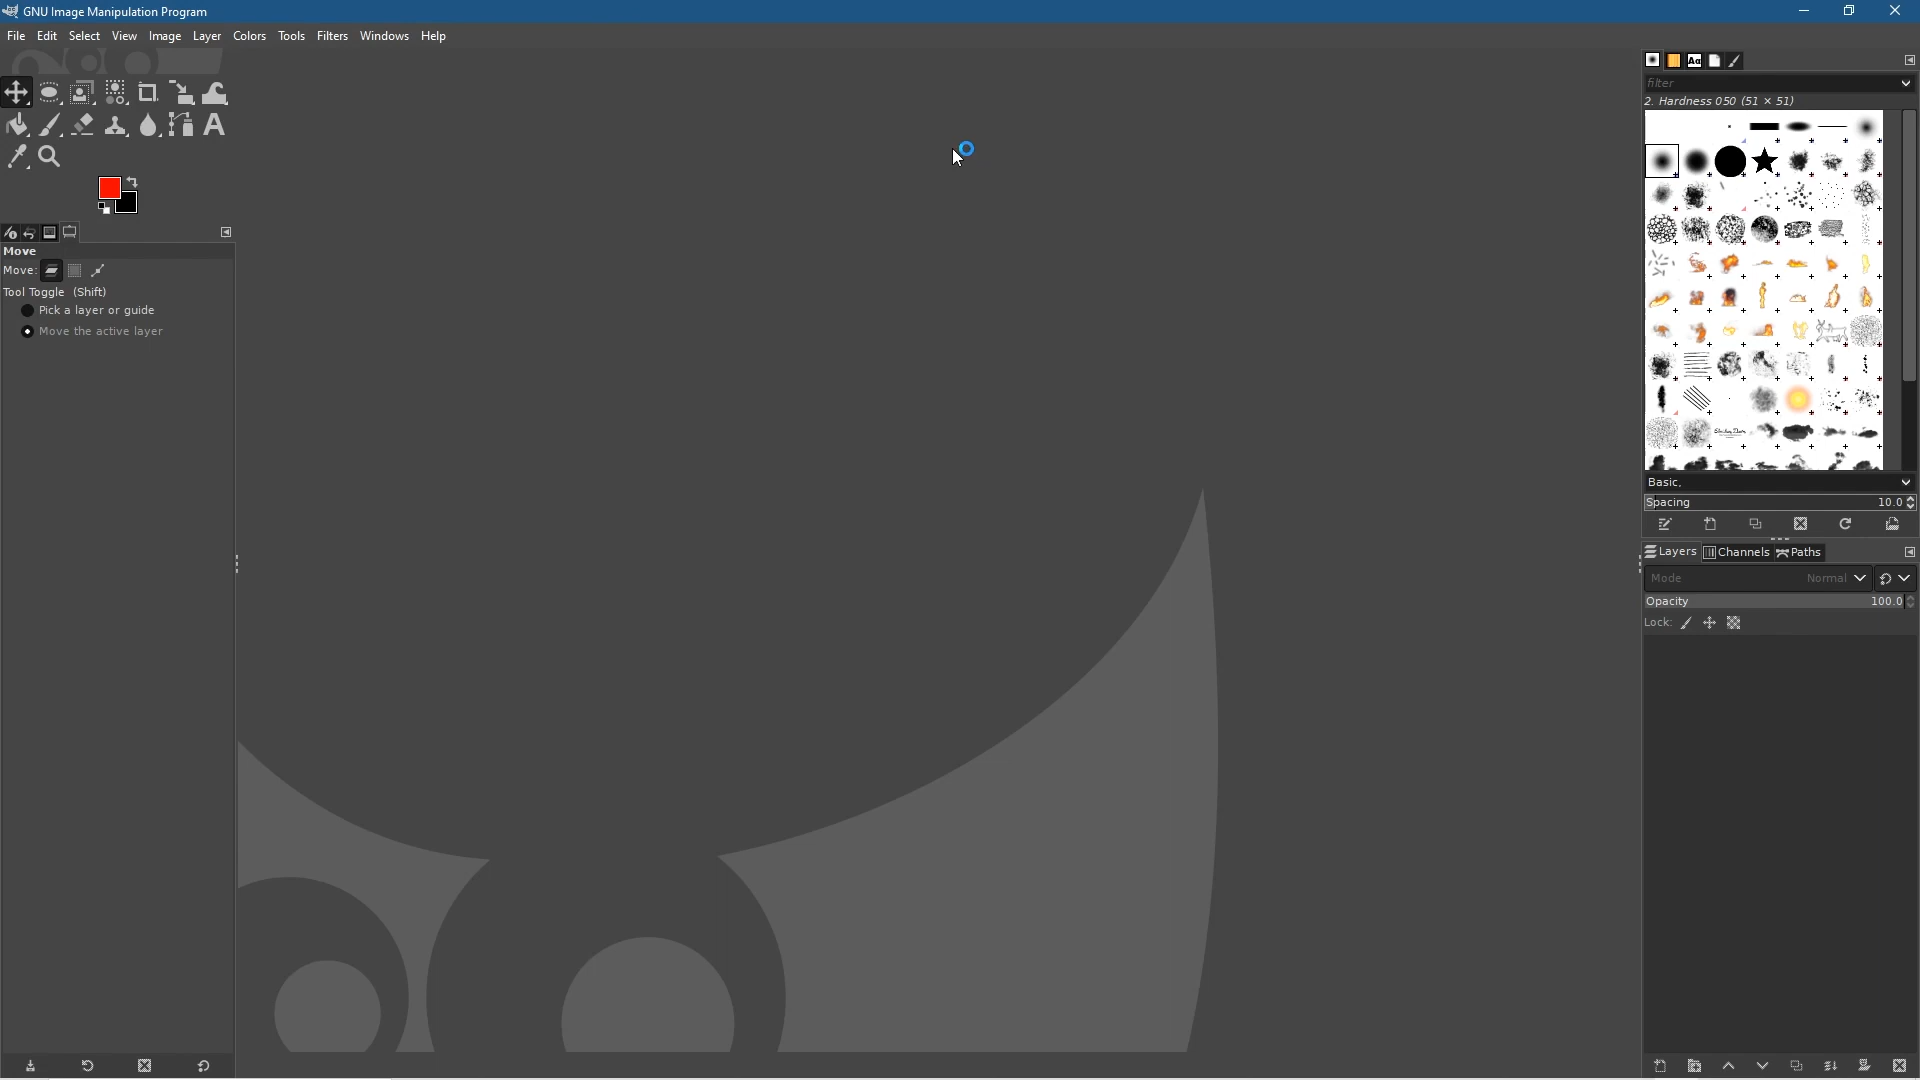 GNU Image Manipulation Program
File Edit Select View Image Layer Colors Tools Filters Windows Help
filter
2. Hardness 050 (51 × 51)
Move
Move:
Tool Toggle (Shift)
Pick a layer or guide
Move the active layer
Basic,
Spacing 10.0
Layers Channels Paths
Mode Normal
Opacity 100.0
Lock: